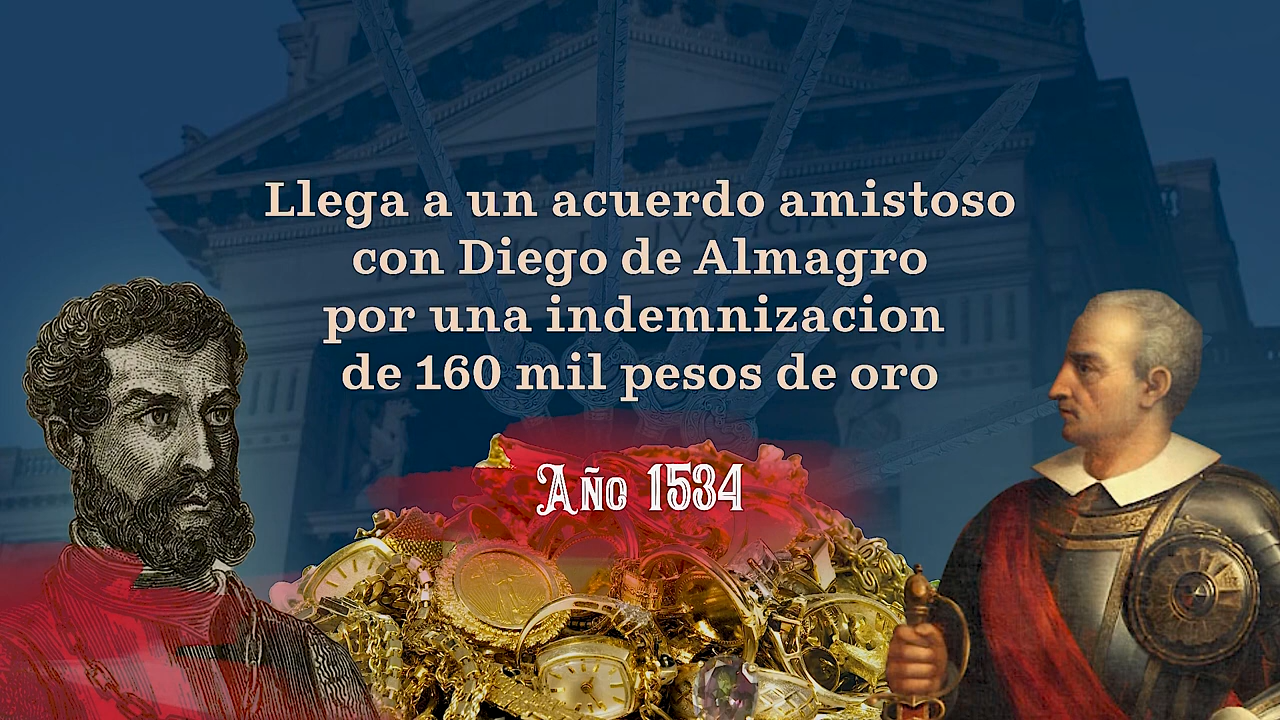 Llega a un acuerdo amistoso
con Diego de Almagro
por una indemnizacion
de 160 mil pesos de oro
Año 1534